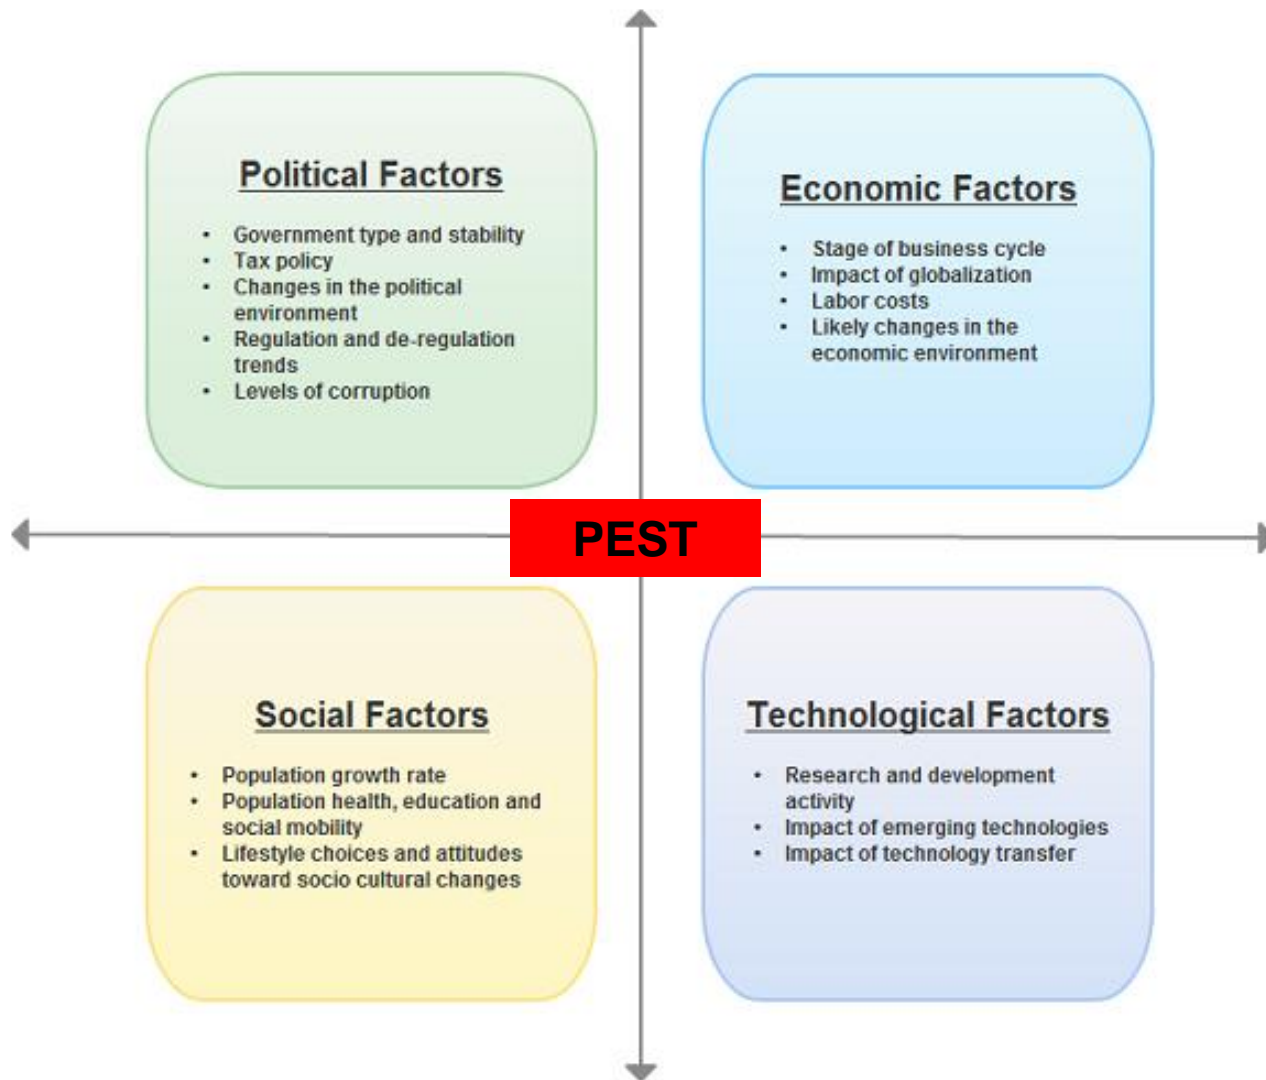 Political Factors
• Government type and stability
• Tax policy
• Changes in the political
environment
• Regulation and de-regulation
trends
• Levels of corruption
Economic Factors
• Stage of business cycle
• Impact of globalization
• Labor costs
• Likely changes in the
economic environment
PEST
Social Factors
• Population growth rate
• Population health, education and
social mobility
• Lifestyle choices and attitudes
toward socio cultural changes
Technological Factors
• Research and development
activity
• Impact of emerging technologies
• Impact of technology transfer